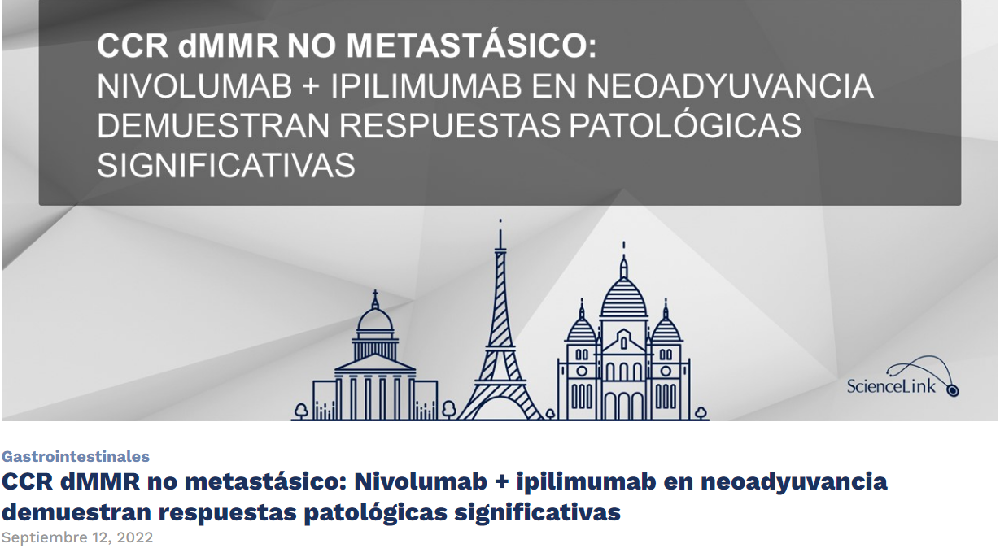 CCR dMMR NO METASTÁSICO:
NIVOLUMAB + IPILIMUMAB EN NEOADYUVANCIA
DEMUESTRAN RESPUESTAS PATOLÓGICAS
SIGNIFICATIVAS
ScienceLink
Gastrointestinales
CCR dMMR no metastásico: Nivolumab + ipilimumab en neoadyuvancia
demuestran respuestas patológicas significativas
Septiembre 12, 2022